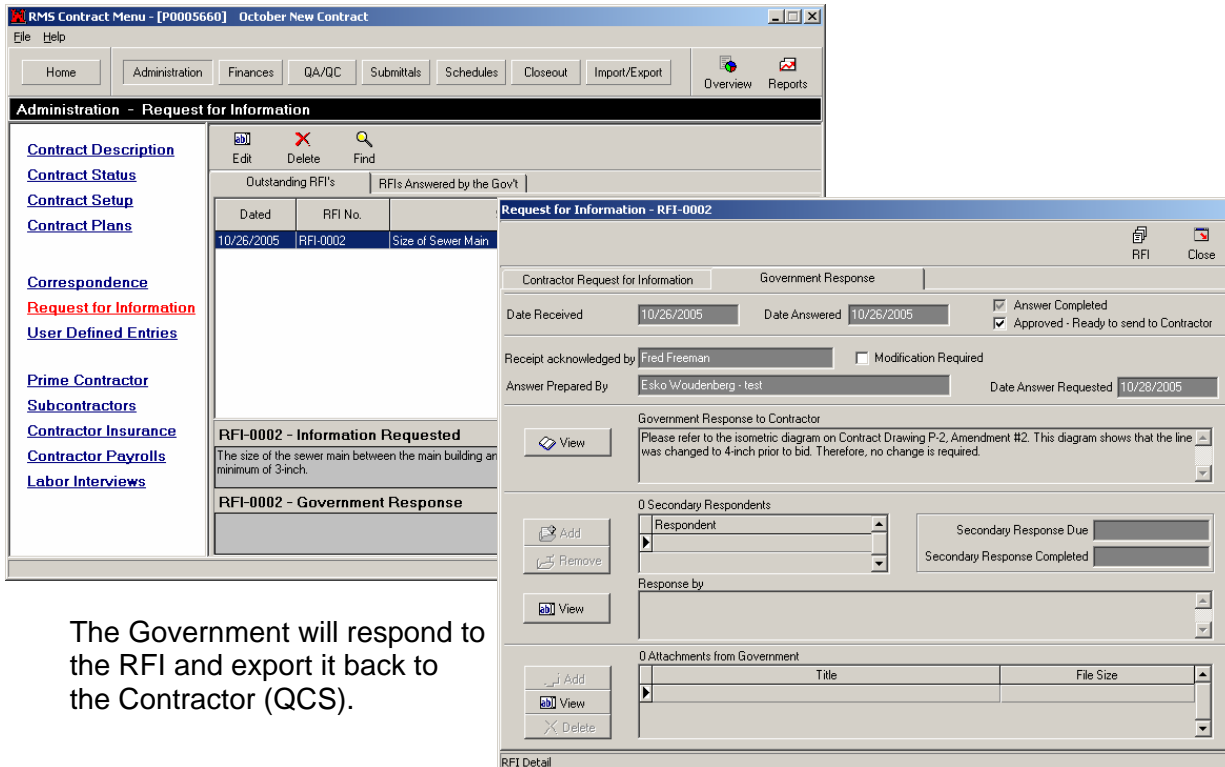 RMS Contract Menu - [P0005660] October New Contract
File Help
Home Administration Finances QA/QC Submittals Schedules Closeout Import/Export Overview Reports
Administration - Request for Information
Contract Description
Contract Status
Contract Setup
Contract Plans
Correspondence
Request for Information
User Defined Entries
Prime Contractor
Subcontractors
Contractor Insurance
Contractor Payrolls
Labor Interviews
Edit Delete Find
Outstanding RFI's RFIs Answered by the Gov't
Dated RFI No.
10/26/2005 RFI-0002 Size of Sewer Main
RFI-0002 - Information Requested
The size of the sewer main between the main building an
minimum of 3-inch.
RFI-0002 - Government Response
Request for Information - RFI-0002
RFI Close
Contractor Request for Information Government Response
Date Received 10/26/2005 Date Answered 10/26/2005 Answer Completed
Approved - Ready to send to Contractor
Receipt acknowledged by Fred Freeman Modification Required
Answer Prepared By Esko Woudenberg - test Date Answer Requested 10/28/2005
Government Response to Contractor
View Please refer to the isometric diagram on Contract Drawing P-2, Amendment #2. This diagram shows that the line
was changed to 4-inch prior to bid. Therefore, no change is required.
0 Secondary Respondents
Add Respondent Secondary Response Due
Remove Secondary Response Completed
Response by
View
0 Attachments from Government
Add Title File Size
View
Delete
RFI Detail
The Government will respond to
the RFI and export it back to
the Contractor (QCS).